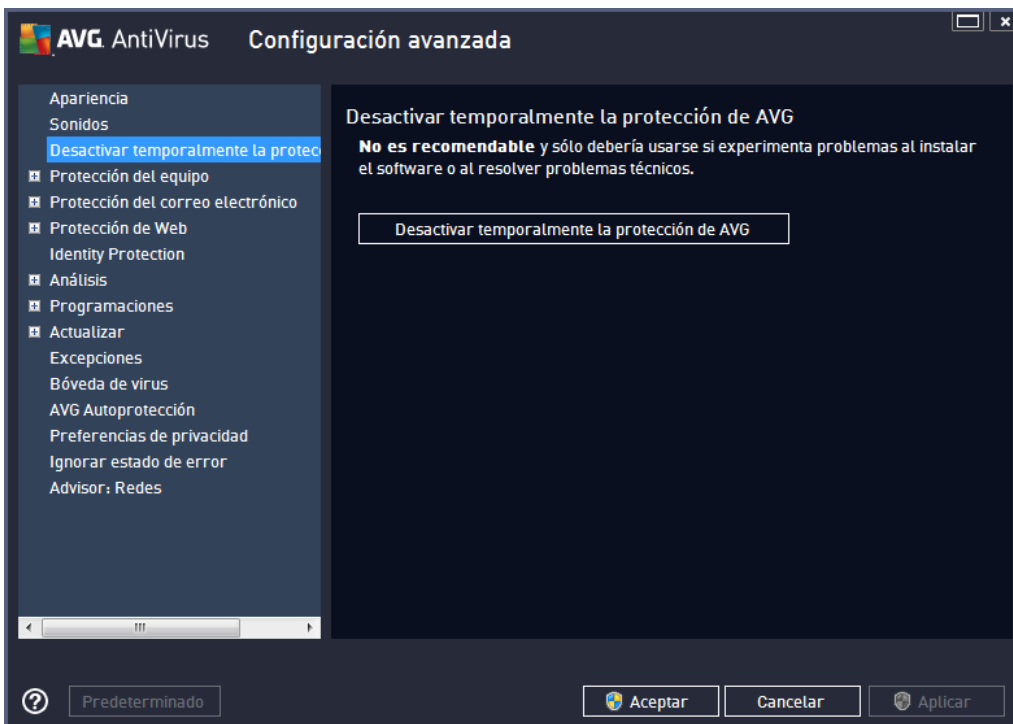 AVG. AntiVirus Configuración avanzada
Apariencia
Sonidos
Desactivar temporalmente la protec
Protección del equipo
Protección del correo electrónico
Protección de Web
Identity Protection
Análisis
Programaciones
Actualizar
Excepciones
Bóveda de virus
AVG Autoprotección
Preferencias de privacidad
Ignorar estado de error
Advisor: Redes
Desactivar temporalmente la protección de AVG
No es recomendable y sólo debería usarse si experimenta problemas al instalar
el software o al resolver problemas técnicos.
Desactivar temporalmente la protección de AVG
Predeterminado
Aceptar
Cancelar
Aplicar